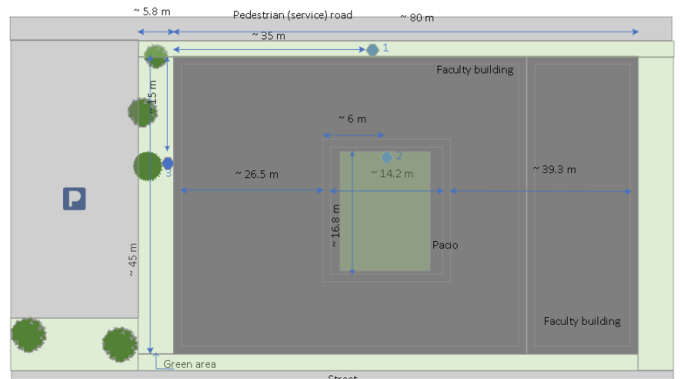 ~ 5.8 m
Pedestrian (service) road
~ 80 m
~ 35 m
1
Faculty building
~ 15 m
~ 6 m
2
3
~ 26.5 m
~ 14.2 m
~ 39.3 m
P
~ 16.8 m
Pacio
~ 45 m
Faculty building
Green area
Street